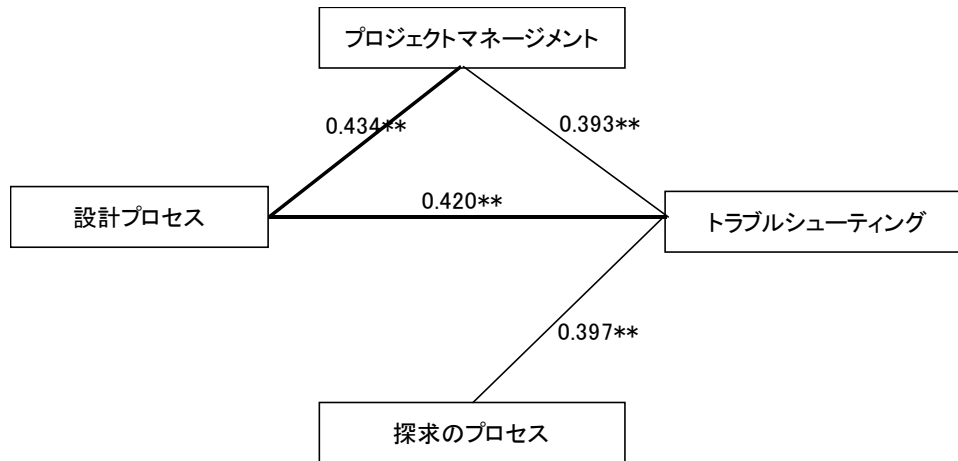 プロジェクトマネージメント
0.434**
0.393**
設計プロセス
0.420**
トラブルシューティング
0.397**
探求のプロセス